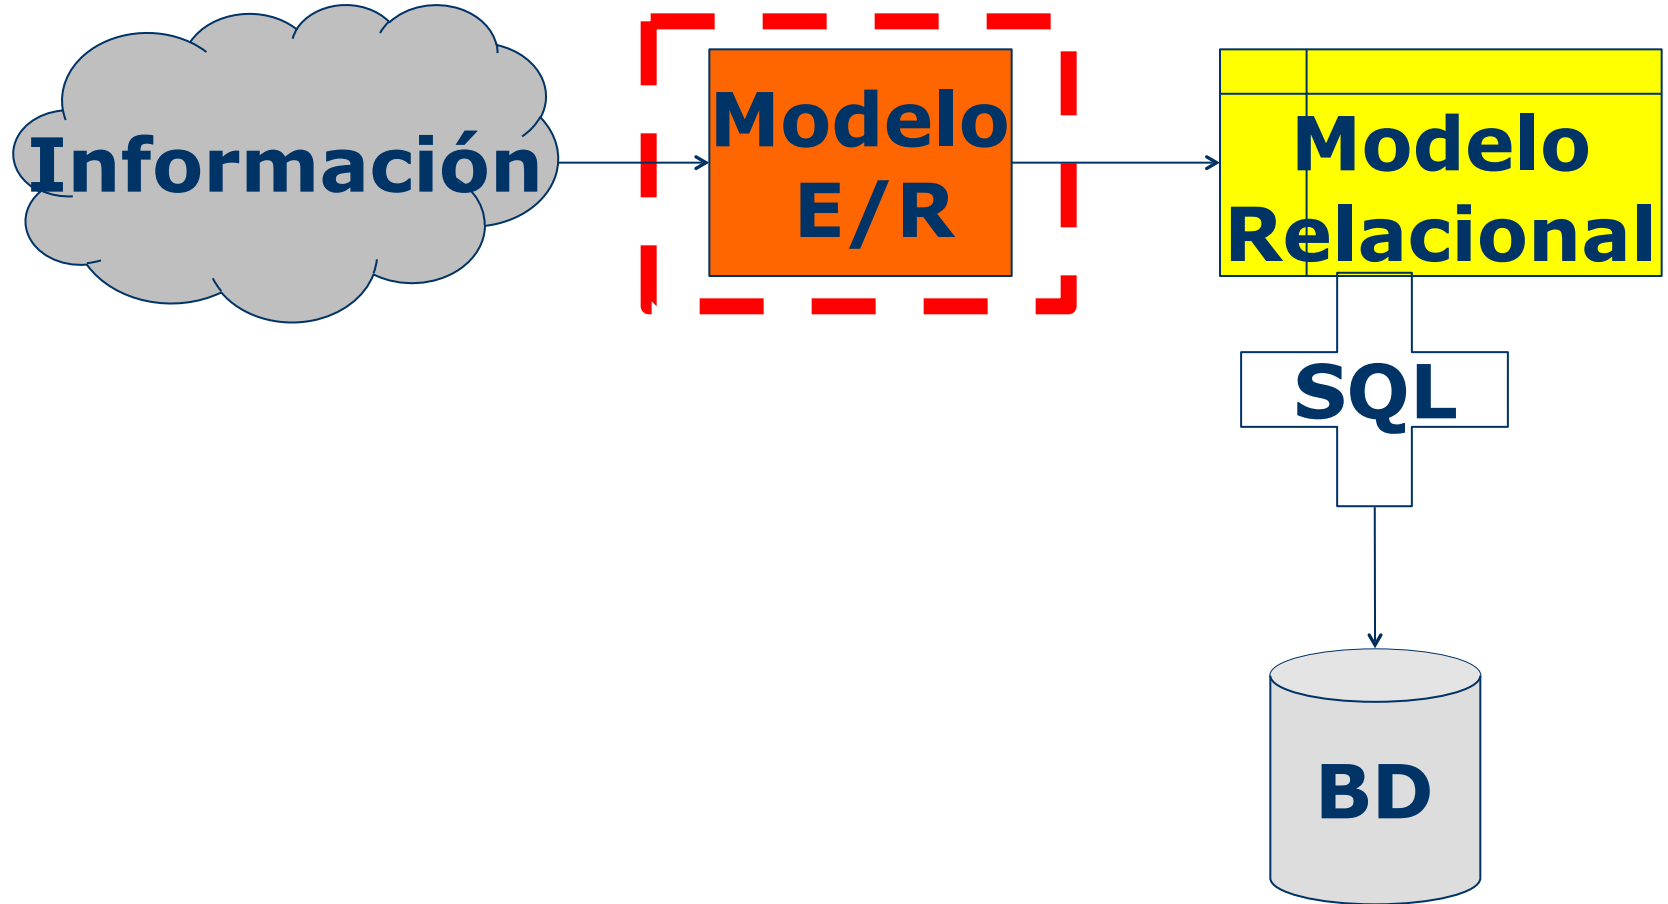 Información
Modelo
E/R
Modelo
Relacional
SQL
BD